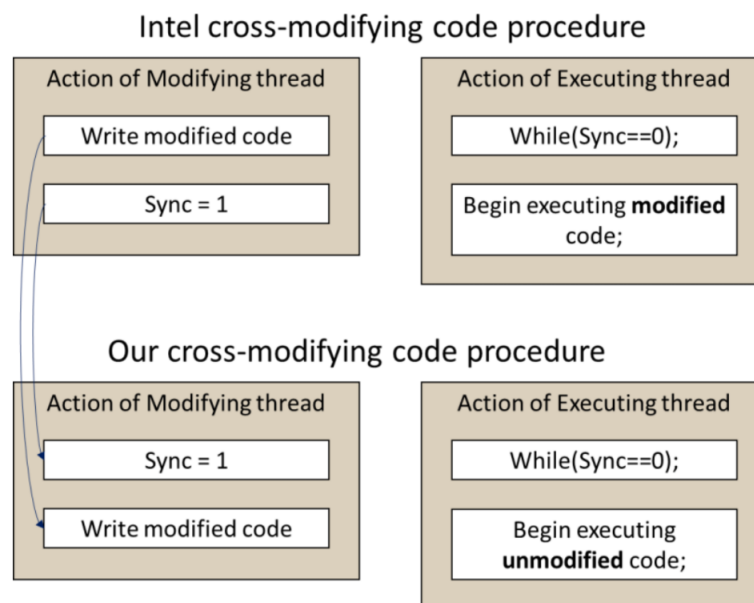 Intel cross-modifying code procedure
Action of Modifying thread
Write modified code
Sync = 1
Action of Executing thread
While(Sync==0);
Begin executing modified
code;
Our cross-modifying code procedure
Action of Modifying thread
Sync = 1
Write modified code
Action of Executing thread
While(Sync==0);
Begin executing
unmodified code;